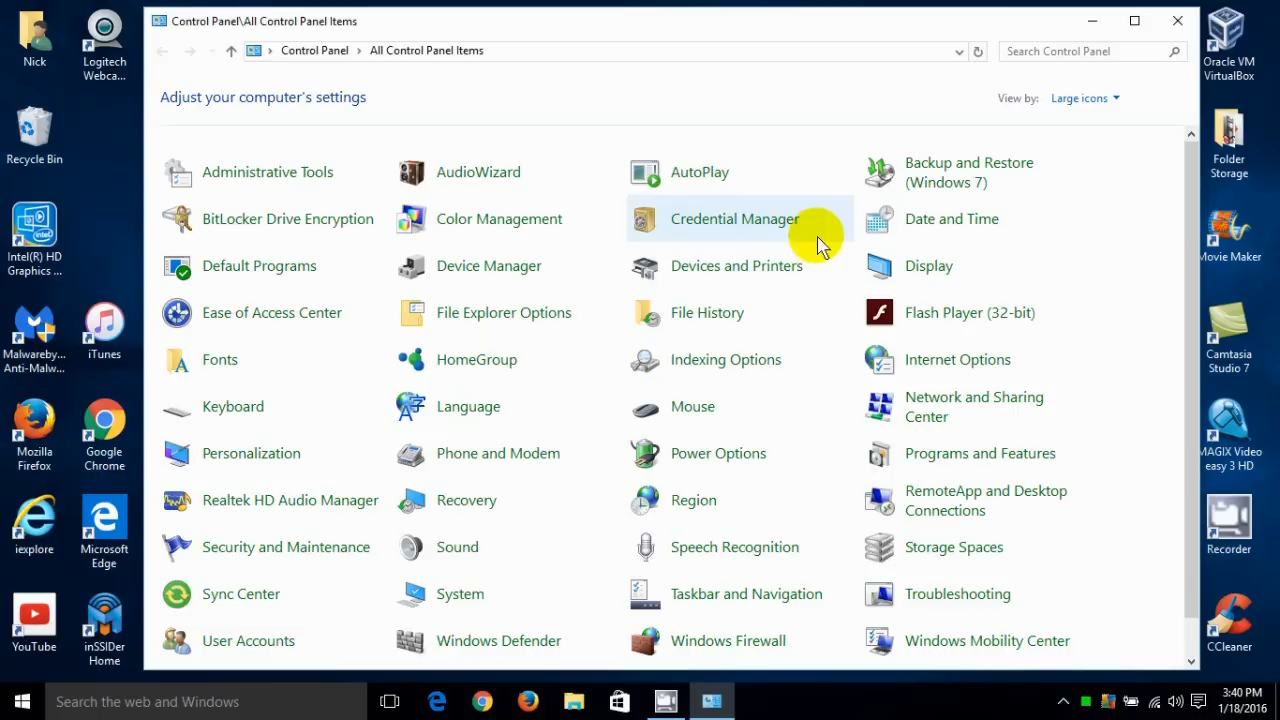 Nick
Logitech
Webca...
Recycle Bin
Intel(R) HD
Graphics ...
Malwareby...
Anti-Malw...
iTunes
Mozilla
Firefox
Google
Chrome
iexplore
Microsoft
Edge
YouTube
inSSIDer
Home
Control Panel\All Control Panel Items
Control Panel > All Control Panel Items
Search Control Panel
Adjust your computer's settings
View by: Large icons
Administrative Tools
AudioWizard
AutoPlay
Backup and Restore
(Windows 7)
BitLocker Drive Encryption
Color Management
Credential Manager
Date and Time
Default Programs
Device Manager
Devices and Printers
Display
Ease of Access Center
File Explorer Options
File History
Flash Player (32-bit)
Fonts
HomeGroup
Indexing Options
Internet Options
Keyboard
Language
Mouse
Network and Sharing
Center
Personalization
Phone and Modem
Power Options
Programs and Features
Realtek HD Audio Manager
Recovery
Region
RemoteApp and Desktop
Connections
Security and Maintenance
Sound
Speech Recognition
Storage Spaces
Sync Center
System
Taskbar and Navigation
Troubleshooting
User Accounts
Windows Defender
Windows Firewall
Windows Mobility Center
Oracle VM
VirtualBox
Folder
Storage
Movie Maker
Camtasia
Studio 7
MAGIX Video
easy 3 HD
Recorder
CCleaner
Search the web and Windows
3:40 PM
1/18/2016